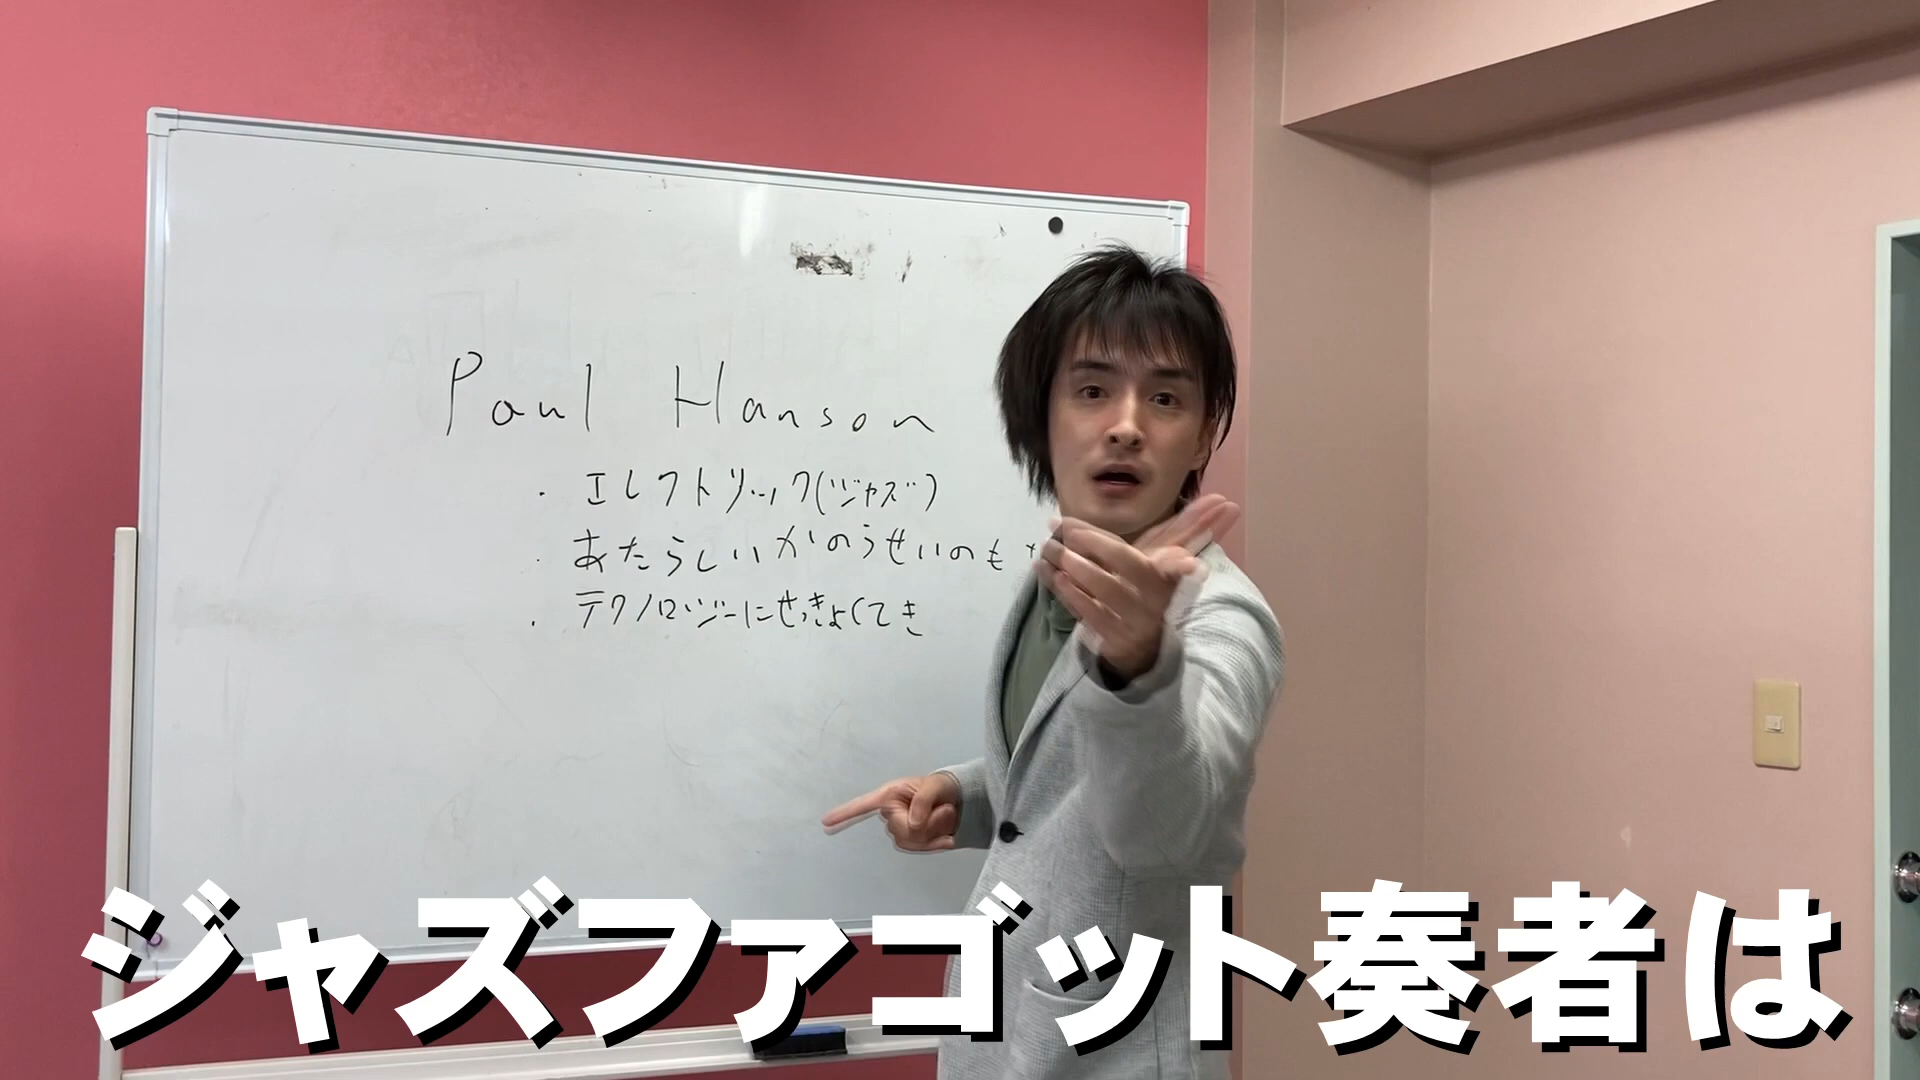 Paul Hanson
・エレクトリック(ジャズ)
・あたらしいかのうせいのも
・テクノロジーにせっきょくてき
ジャズファゴット奏者は